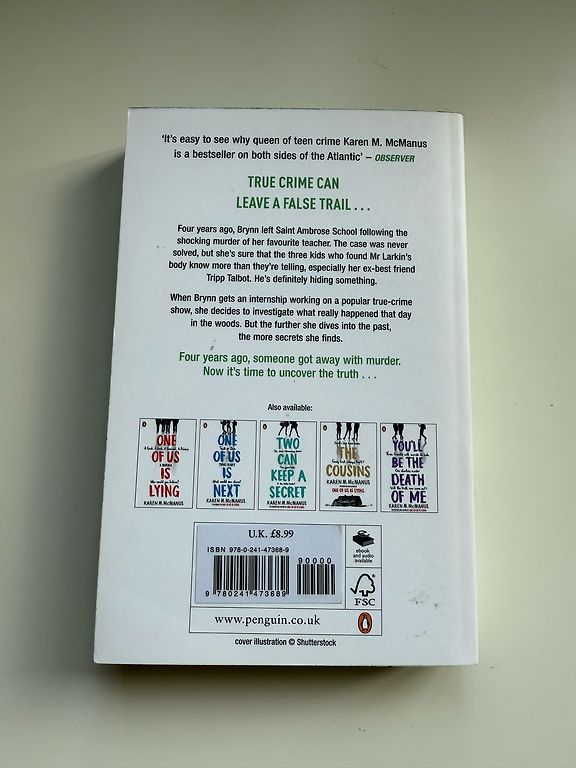 ‘It’s easy to see why queen of teen crime Karen M. McManus
is a bestseller on both sides of the Atlantic’ – OBSERVER
TRUE CRIME CAN
LEAVE A FALSE TRAIL . . .
Four years ago, Brynn left Saint Ambrose School following the
shocking murder of her favourite teacher. The case was never
solved, but she’s sure that the three kids who found Mr Larkin’s
body know more than they’re telling, especially her ex-best friend
Tripp Talbot. He’s definitely hiding something.
When Brynn gets an internship working on a popular true-crime
show, she decides to investigate what really happened that day
in the woods. But the further she dives into the past,
the more secrets she finds.
Four years ago, someone got away with murder.
Now it’s time to uncover the truth . . .
Also available:
ONE
OF US
IS
LYING
KAREN M. McMANUS
ONE
OF US
IS
NEXT
KAREN M. McMANUS
TWO
CAN
KEEP A
SECRET
KAREN M. McMANUS
THE
COUSINS
KAREN M. McMANUS
ONE OF US IS LYING
YOU'LL
BE THE
DEATH
OF ME
KAREN M. McMANUS
U.K. £8.99
ISBN 978-0-241-47368-9
90000
9 780241 473689
ebook
and audio
available
FSC
www.penguin.co.uk
cover illustration © Shutterstock